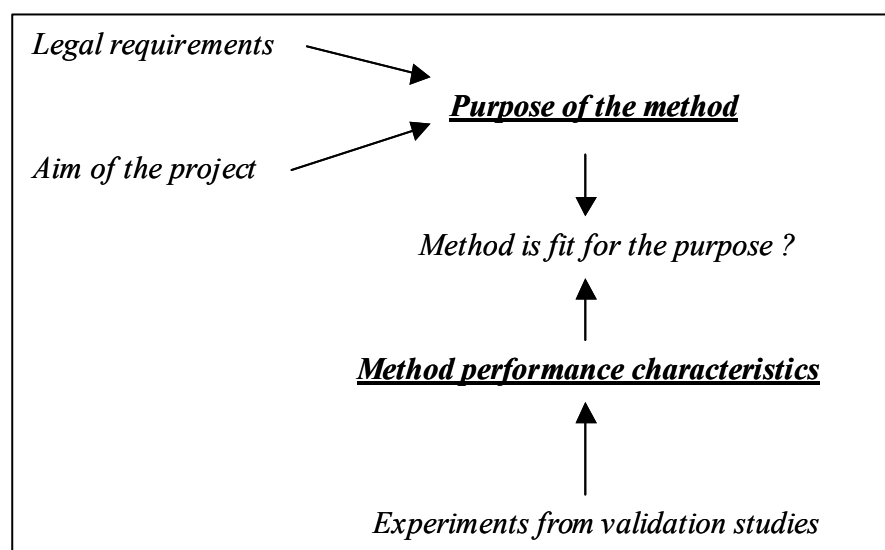 Legal requirements
Purpose of the method
Aim of the project
Method is fit for the purpose ?
Method performance characteristics
Experiments from validation studies